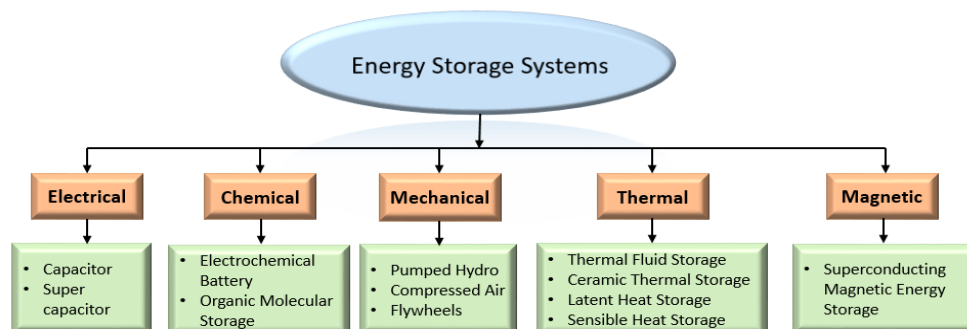 Energy Storage Systems
Electrical
Chemical
Mechanical
Thermal
Magnetic
• Capacitor
• Super
capacitor
• Electrochemical
Battery
• Organic Molecular
Storage
• Pumped Hydro
• Compressed Air
• Flywheels
• Thermal Fluid Storage
• Ceramic Thermal Storage
• Latent Heat Storage
• Sensible Heat Storage
• Superconducting
Magnetic Energy
Storage